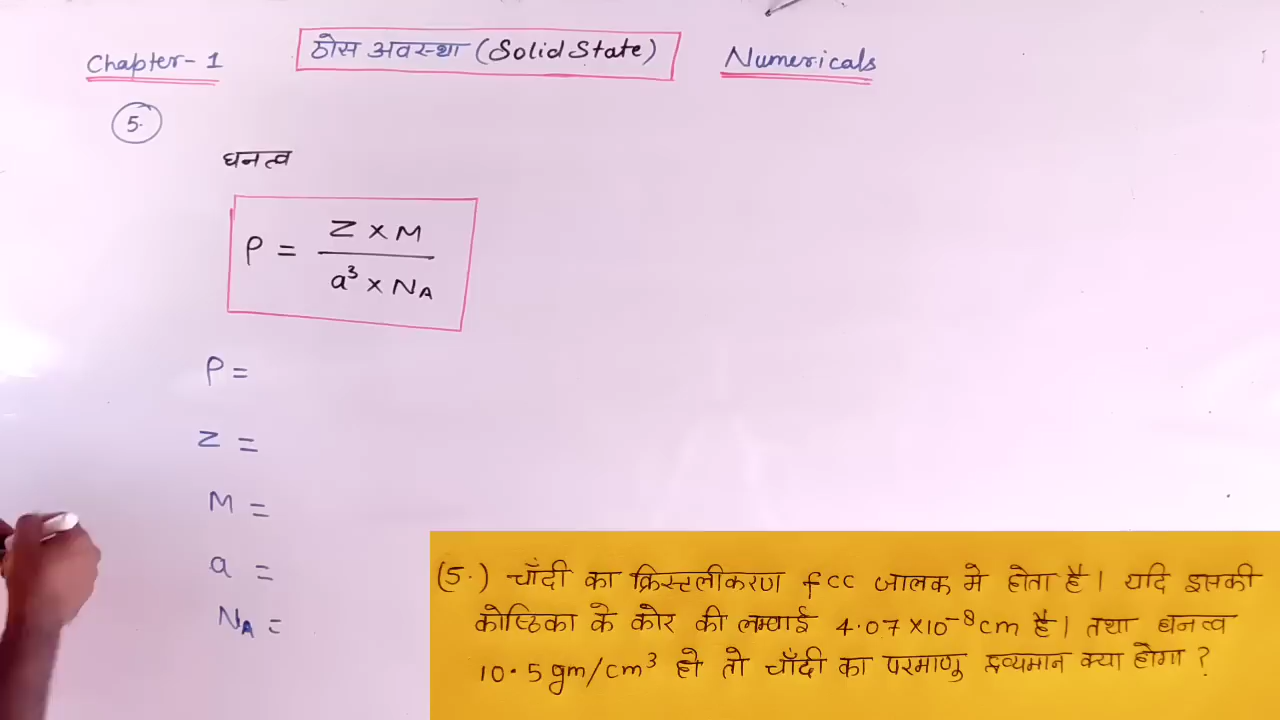 Chapter-1
ठोस अवस्था (Solid State)
Numericals
5.
घनत्व
ρ = Z × M / a³ × NA
ρ =
Z =
M =
a =
NA =
(5.) चाँदी का क्रिस्टलीकरण fcc जालक मे होता है। यदि इसकी
कोष्ठिका के कोर की लम्बाई 4.07 ×10⁻⁸ cm है। तथा घनत्व
10.5 gm/cm³ हो तो चाँदी का परमाणु द्रव्यमान क्या होगा ?